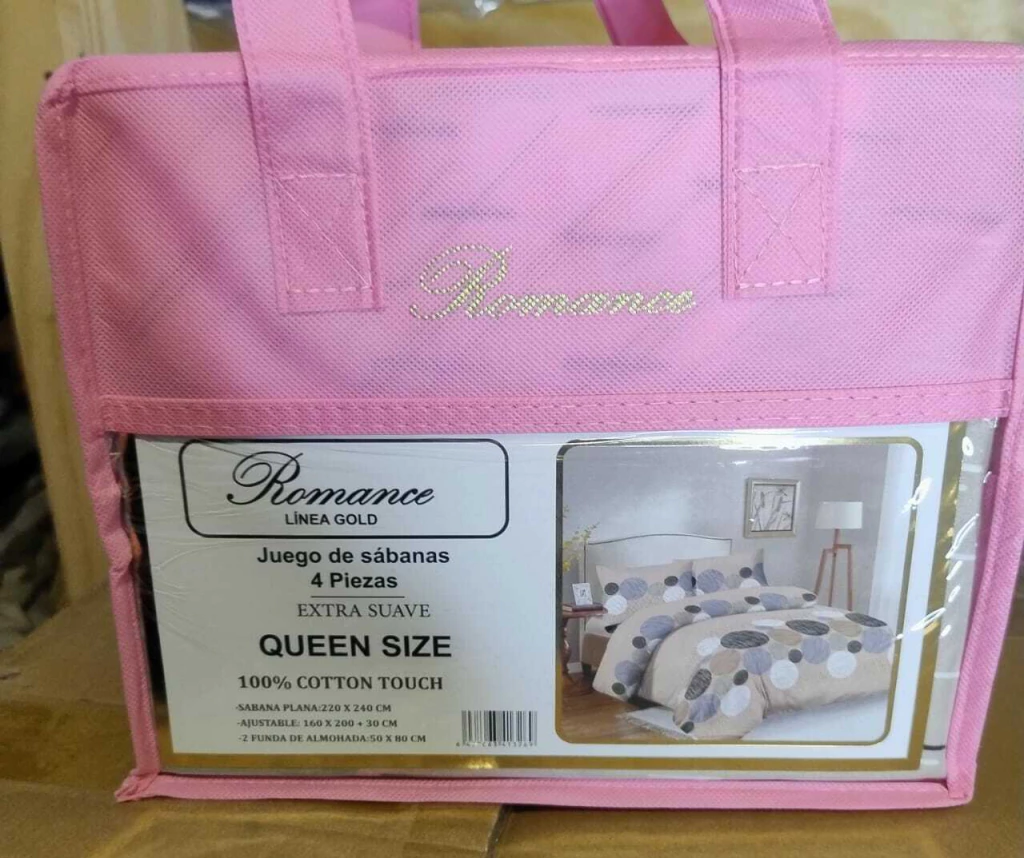 Romance
Romance
LÍNEA GOLD
Juego de sábanas
4 Piezas
EXTRA SUAVE
QUEEN SIZE
100% COTTON TOUCH
-SABANA PLANA:220 X 240 CM
-AJUSTABLE: 160 X 200 + 30 CM
-2 FUNDA DE ALMOHADA:50 X 80 CM